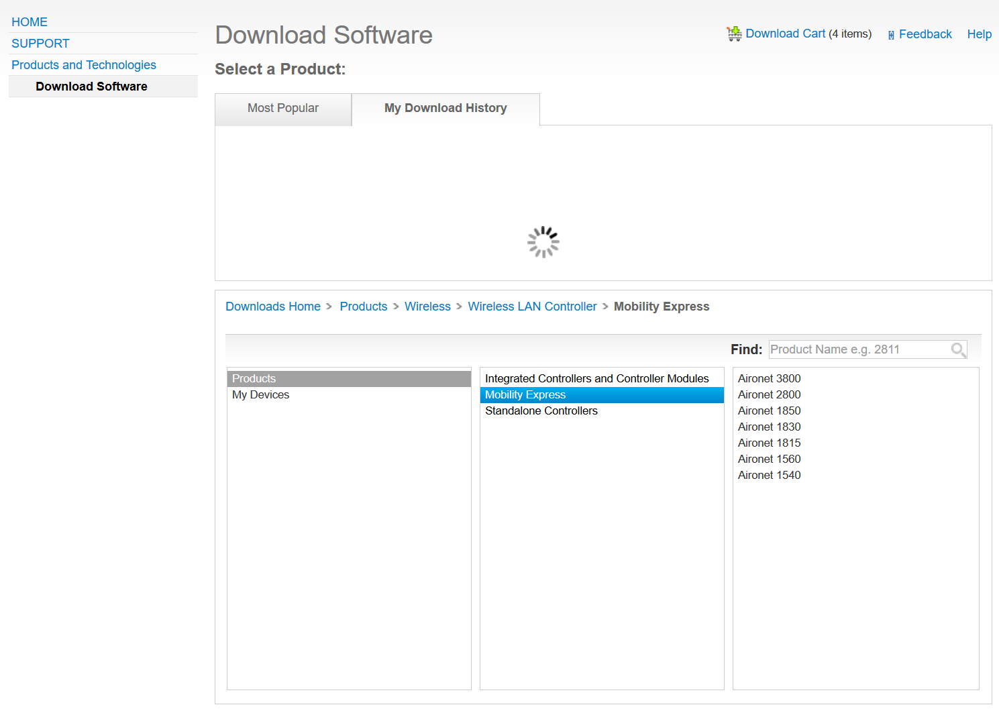 HOME
SUPPORT
Products and Technologies
Download Software
Download Software
Download Cart (4 items) Feedback Help
Select a Product:
Most Popular My Download History
Downloads Home > Products > Wireless > Wireless LAN Controller > Mobility Express
Find: Product Name e.g. 2811
Products
My Devices
Integrated Controllers and Controller Modules
Mobility Express
Standalone Controllers
Aironet 3800
Aironet 2800
Aironet 1850
Aironet 1830
Aironet 1815
Aironet 1560
Aironet 1540